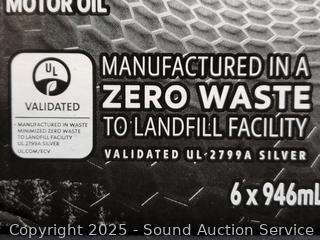 MOTOR OIL
UL
VALIDATED
· MANUFACTURED IN WASTE
MINIMIZED ZERO WASTE
TO LANDFILL FACILITY
UL 2799A SILVER
UL.COM/ECV
MANUFACTURED IN A
ZERO WASTE
TO LANDFILL FACILITY
VALIDATED UL 2799A SILVER
6 x 946mL
Copyright 2025 - Sound Auction Service